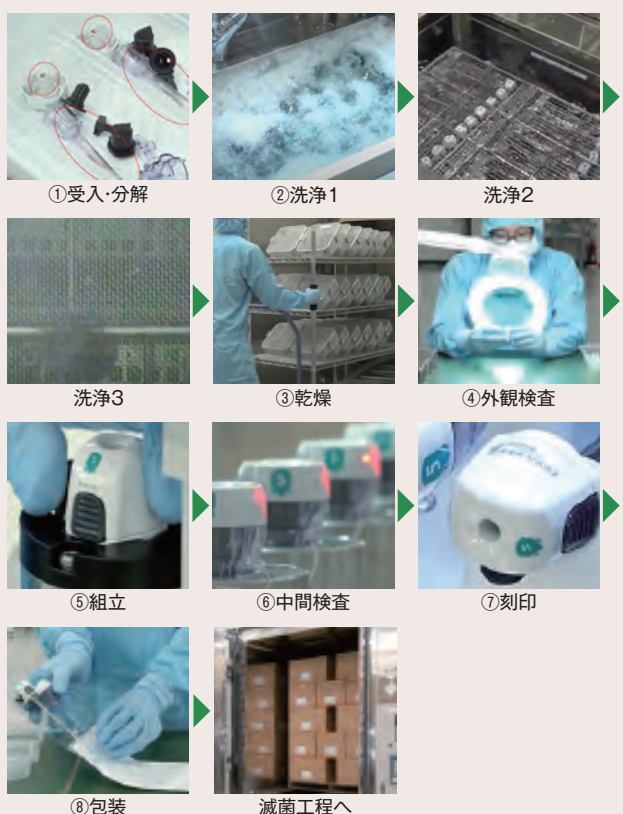 ①受入･分解
②洗浄1
洗浄2
洗浄3
③乾燥
④外観検査
⑤組立
⑥中間検査
⑦刻印
⑧包装
滅菌工程へ